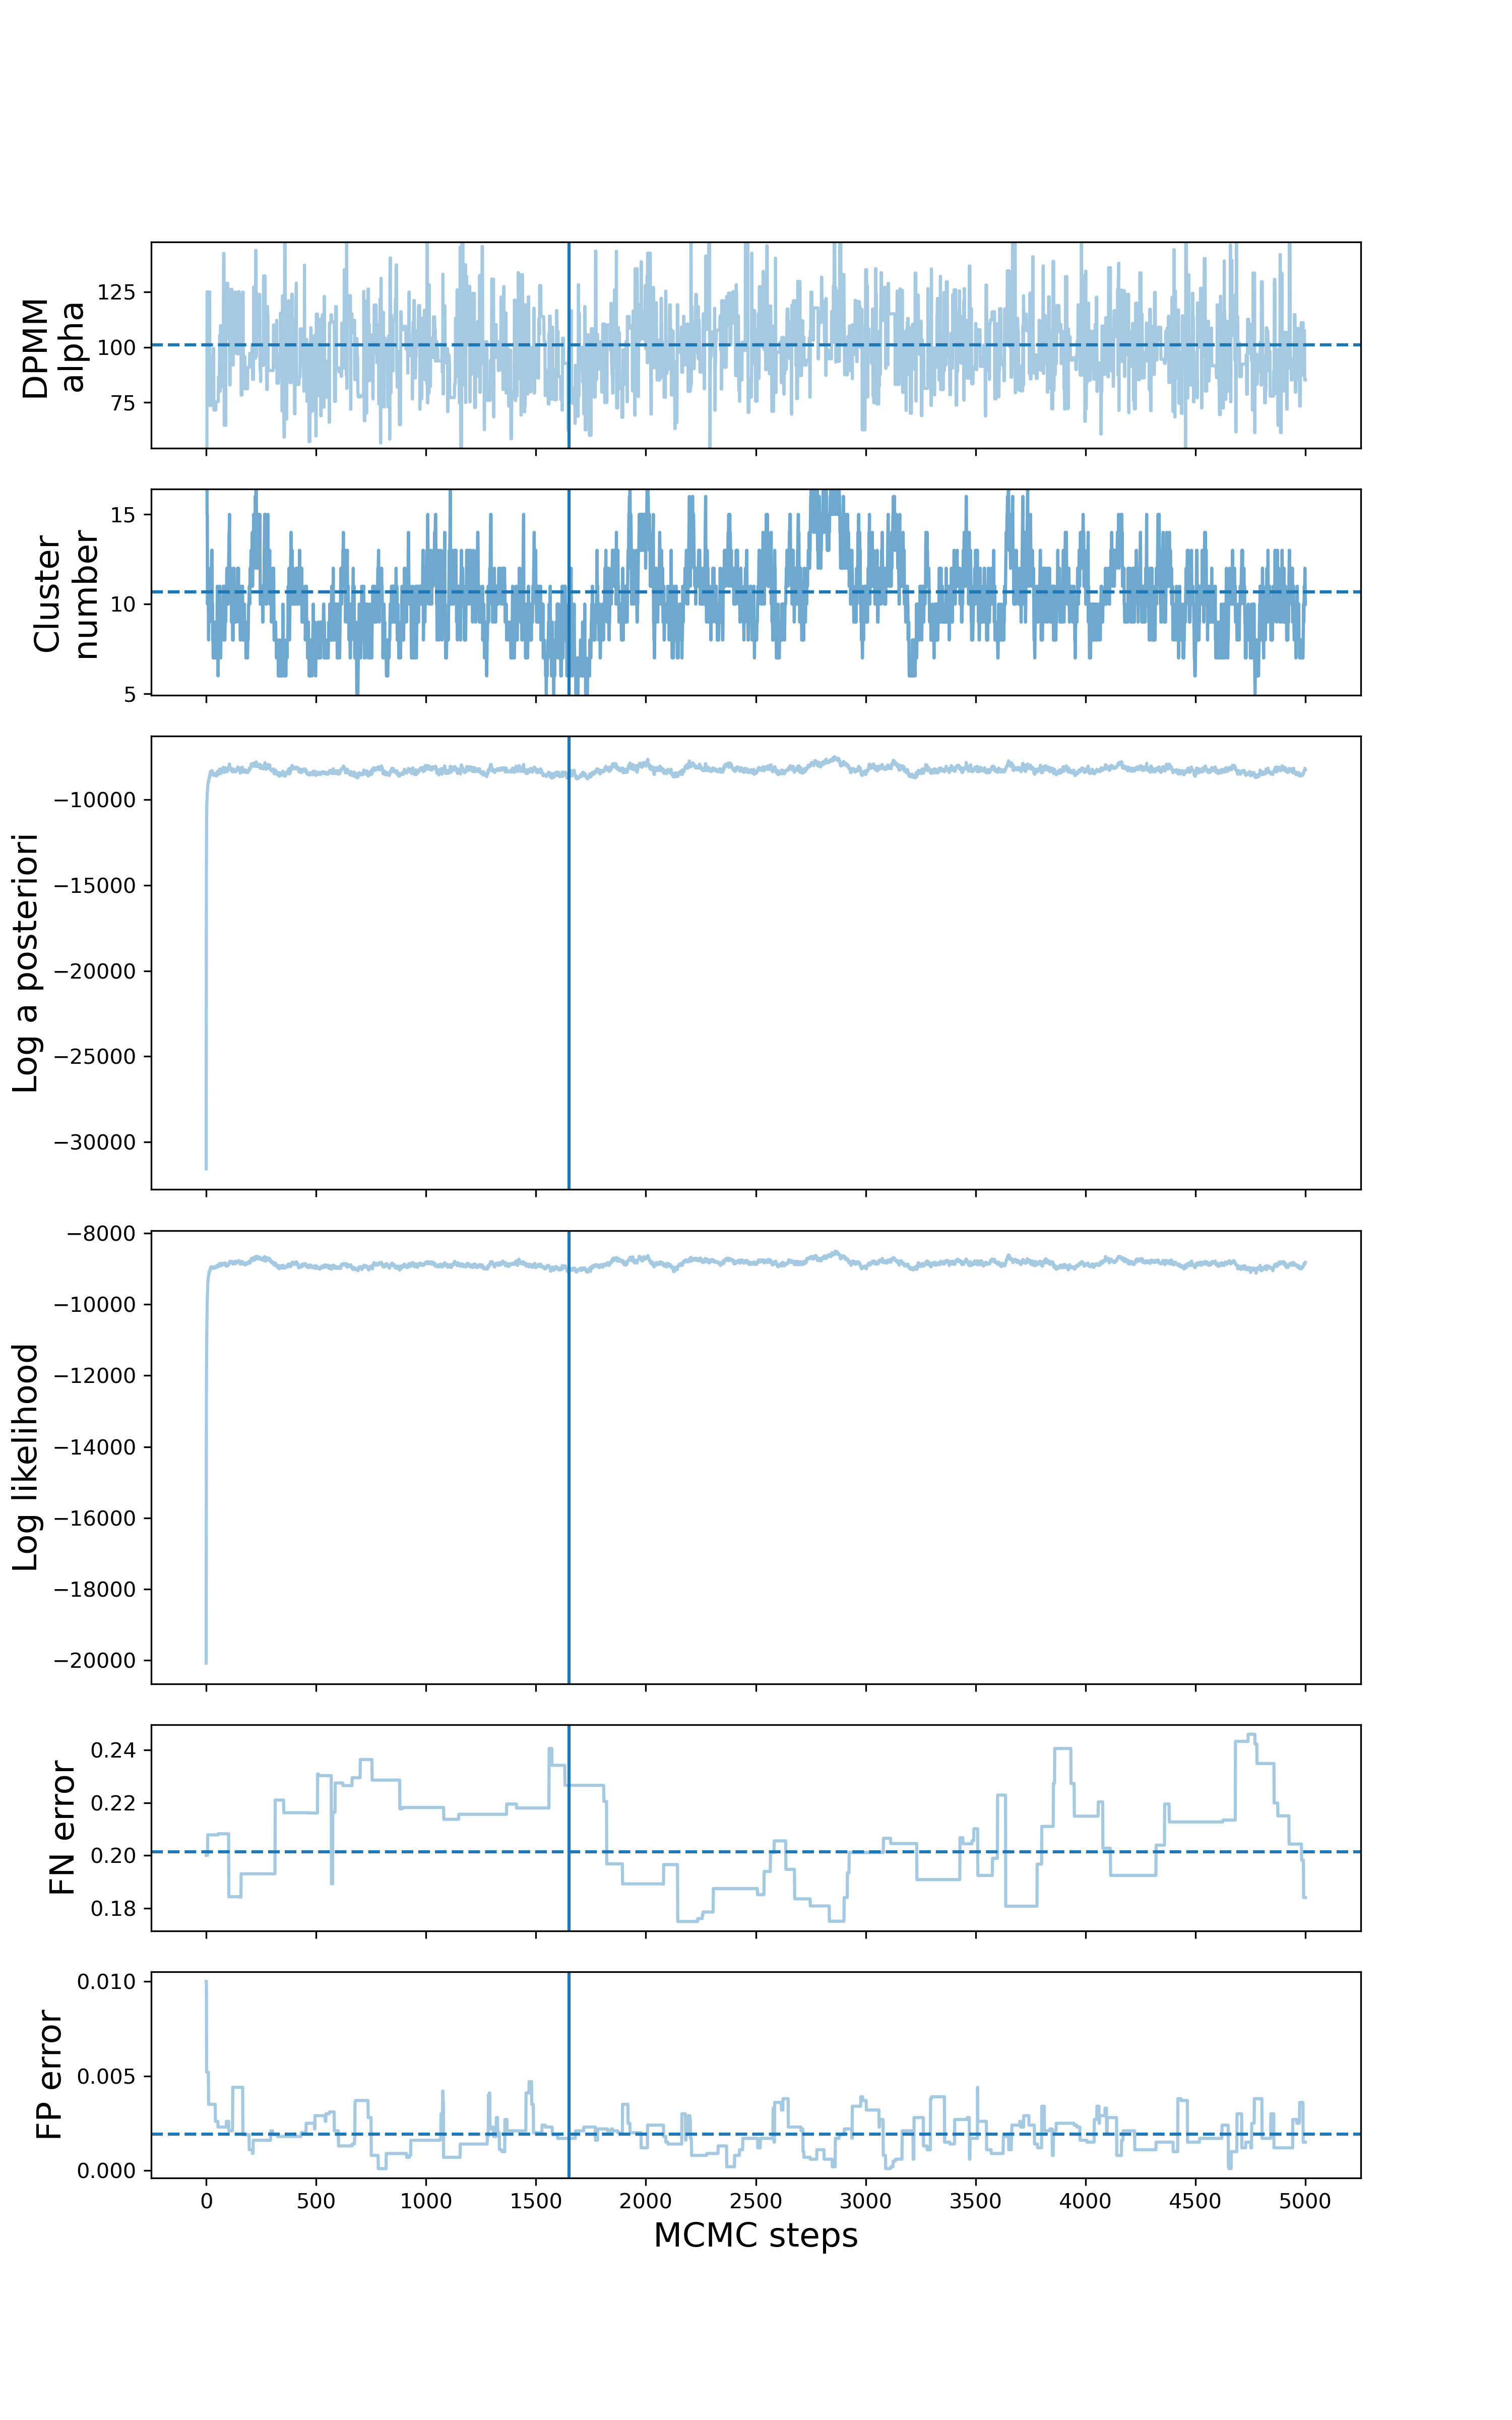 DPMM
alpha
125
100
75
Cluster
number
15
10
5
Log a posteriori
−10000
−15000
−20000
−25000
−30000
Log likelihood
−8000
−10000
−12000
−14000
−16000
−18000
−20000
FN error
0.24
0.22
0.20
0.18
FP error
0.010
0.005
0.000
0 500 1000 1500 2000 2500 3000 3500 4000 4500 5000
MCMC steps